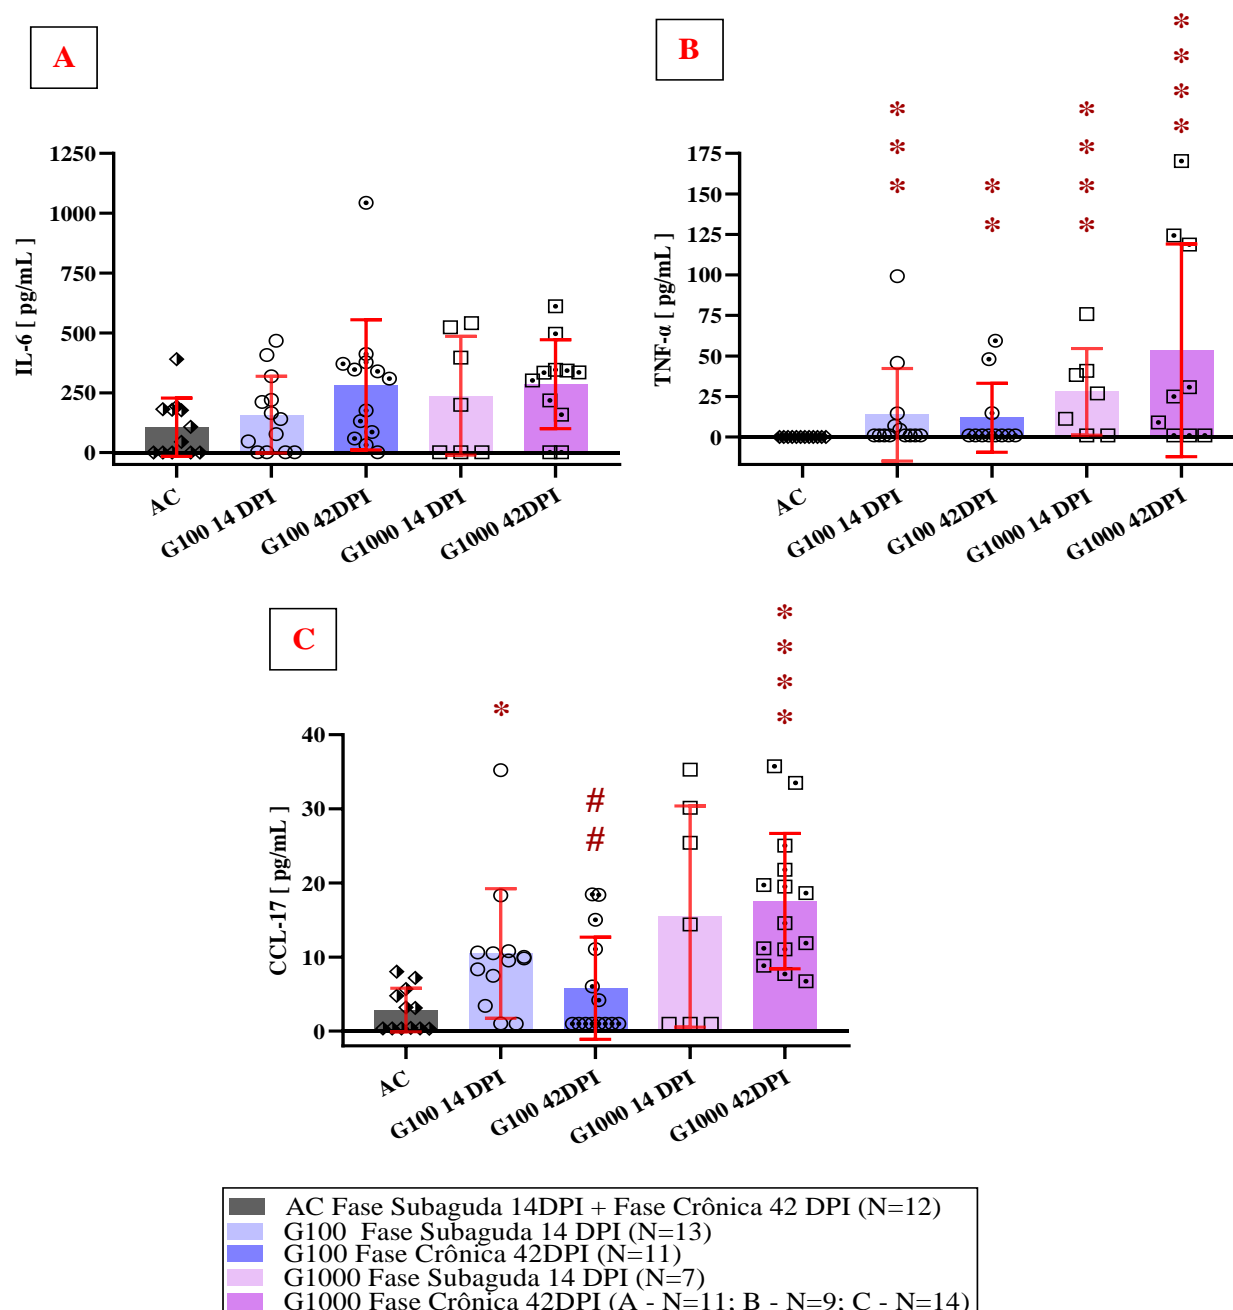 A
IL-6 [ pg/mL ]
1250
1000
750
500
250
0
AC
G100 14 DPI
G100 42DPI
G1000 14 DPI
G1000 42DPI
B
TNF-α [ pg/mL ]
175
150
125
100
75
50
25
0
***
**
****
****
AC
G100 14 DPI
G100 42DPI
G1000 14 DPI
G1000 42DPI
C
CCL-17 [ pg/mL ]
40
30
20
10
0
*
##
****
AC
G100 14 DPI
G100 42DPI
G1000 14 DPI
G1000 42DPI
AC Fase Subaguda 14DPI + Fase Crônica 42 DPI (N=12)
G100 Fase Subaguda 14 DPI (N=13)
G100 Fase Crônica 42DPI (N=11)
G1000 Fase Subaguda 14 DPI (N=7)
G1000 Fase Crônica 42DPI (A - N=11; B - N=9; C - N=14)